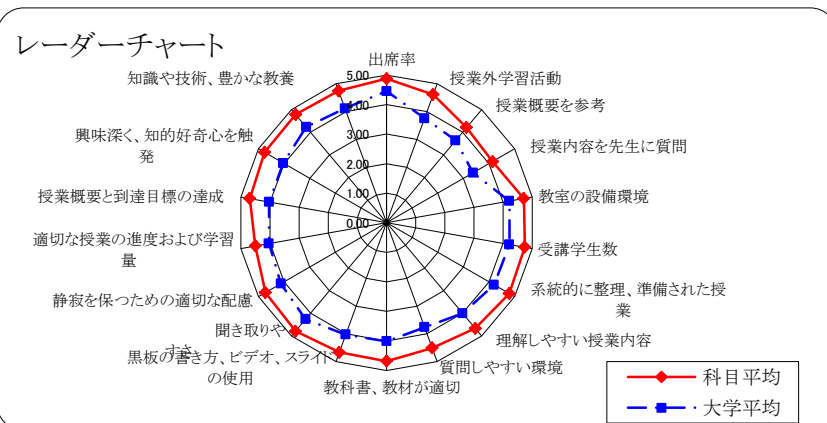 レーダーチャート
出席率
授業外学習活動
授業概要を参考
授業内容を先生に質問
教室の設備環境
受講学生数
系統的に整理、準備された授
業
理解しやすい授業内容
質問しやすい環境
教科書、教材が適切
黒板の書き方、ビデオ、スライド
の使用
聞き取りや
すさ
静寂を保つための適切な配慮
適切な授業の進度および学習
量
授業概要と到達目標の達成
興味深く、知的好奇心を触
発
知識や技術、豊かな教養
5.00
4.00
3.00
2.00
1.00
0.00
科目平均
大学平均